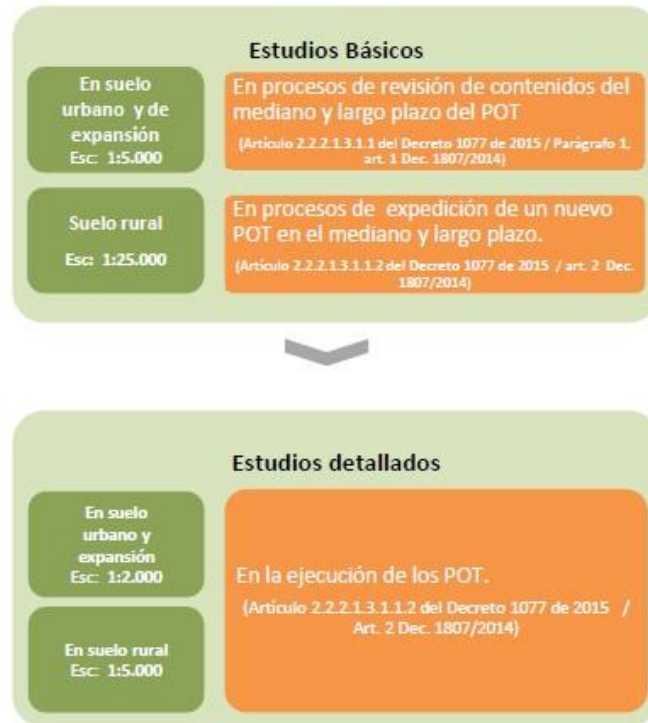 Estudios Básicos
En suelo
urbano y de
expansión
Esc: 1:5.000
En procesos de revisión de contenidos del
mediano y largo plazo del POT
(Artículo 2.2.2.1.3.1.1 del Decreto 1077 de 2015 / Parágrafo 1,
art. 1 Dec. 1807/2014)
Suelo rural
Esc: 1:25.000
En procesos de expedición de un nuevo
POT en el mediano y largo plazo.
(Artículo 2.2.2.1.3.1.1.2 del Decreto 1077 de 2015 / art. 2 Dec.
1807/2014)
Estudios detallados
En suelo
urbano y
expansión
Esc: 1:2.000
En suelo rural
Esc: 1:5.000
En la ejecución de los POT.
(Artículo 2.2.2.1.3.1.1.2 del Decreto 1077 de 2015 /
Art. 2 Dec. 1807/2014)